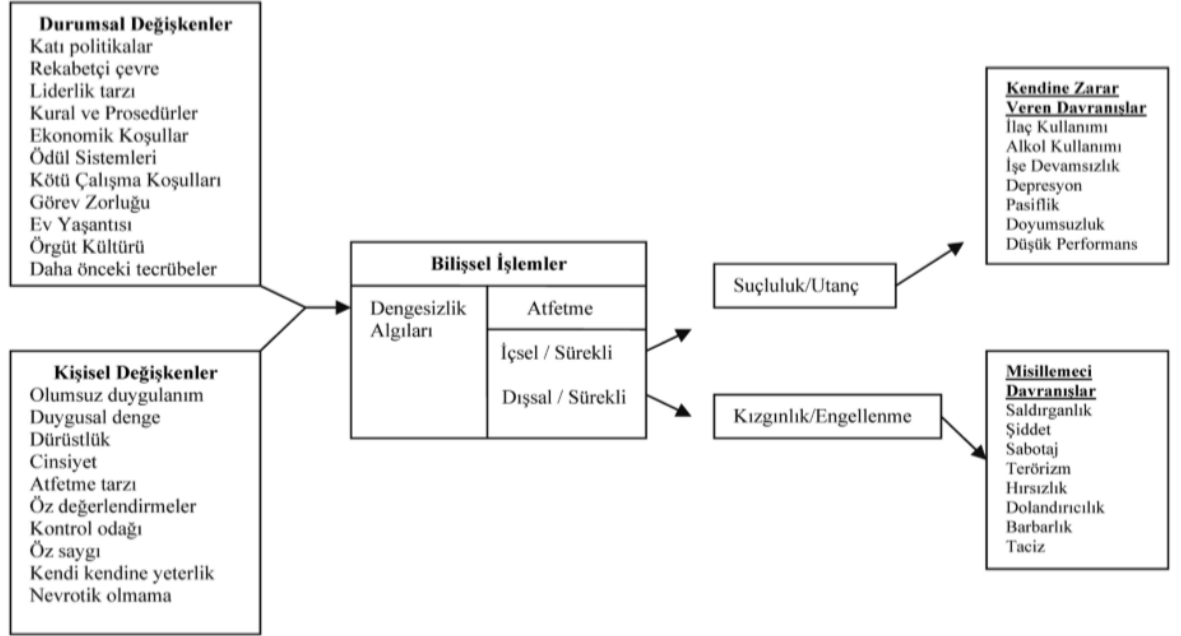 Durumsal Değişkenler
Katı politikalar
Rekabetçi çevre
Liderlik tarzı
Kural ve Prosedürler
Ekonomik Koşullar
Ödül Sistemleri
Kötü Çalışma Koşulları
Görev Zorluğu
Ev Yaşantısı
Örgüt Kültürü
Daha önceki tecrübeler
Kişisel Değişkenler
Olumsuz duygulanım
Duygusal denge
Dürüstlük
Cinsiyet
Atfetme tarzı
Öz değerlendirmeler
Kontrol odağı
Öz saygı
Kendi kendine yeterlik
Nevrotik olmama
Bilişsel İşlemler
Dengesizlik
Algıları
Atfetme
İçsel / Sürekli
Dışsal / Sürekli
Suçluluk/Utanç
Kızgınlık/Engellenme
Kendine Zarar
Veren Davranışlar
İlaç Kullanımı
Alkol Kullanımı
İşe Devamsızlık
Depresyon
Pasiflik
Doyumsuzluk
Düşük Performans
Misillemeci
Davranışlar
Saldırganlık
Şiddet
Sabotaj
Terörizm
Hırsızlık
Dolandırıcılık
Barbarlık
Taciz